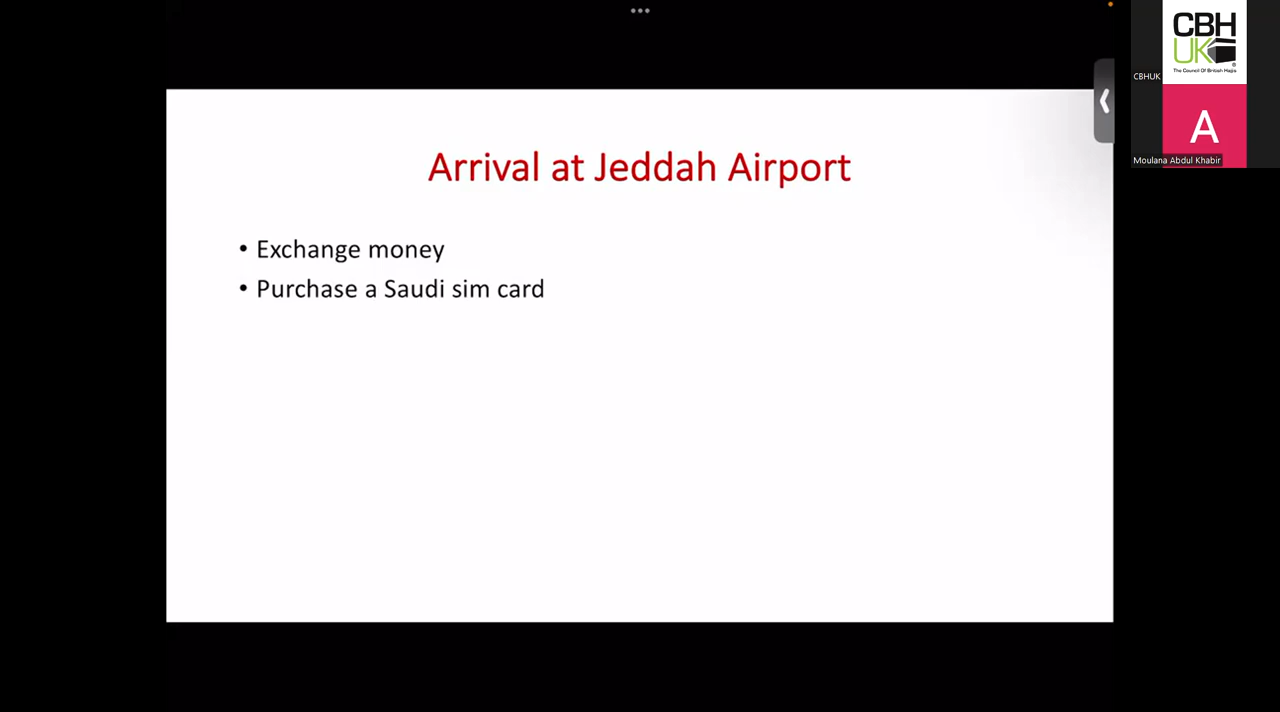 Arrival at Jeddah Airport
• Exchange money
• Purchase a Saudi sim card
CBH
UK
The Council Of British Hajjis
CBHUK
A
Moulana Abdul Khabir